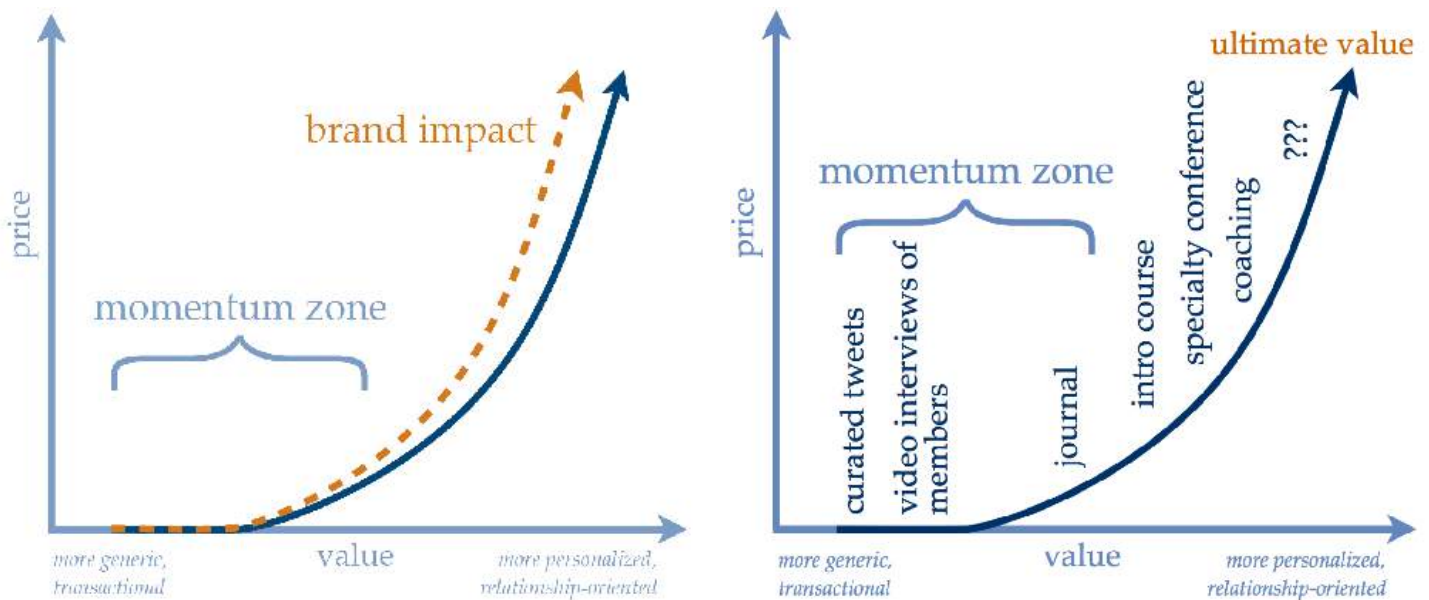 brand impact
momentum zone
price
value
more generic,
transactional
more personalized,
relationship-oriented
ultimate value
momentum zone
price
curated tweets
video interviews of
members
journal
intro course
specialty conference
coaching
???
value
more generic,
transactional
more personalized,
relationship-oriented